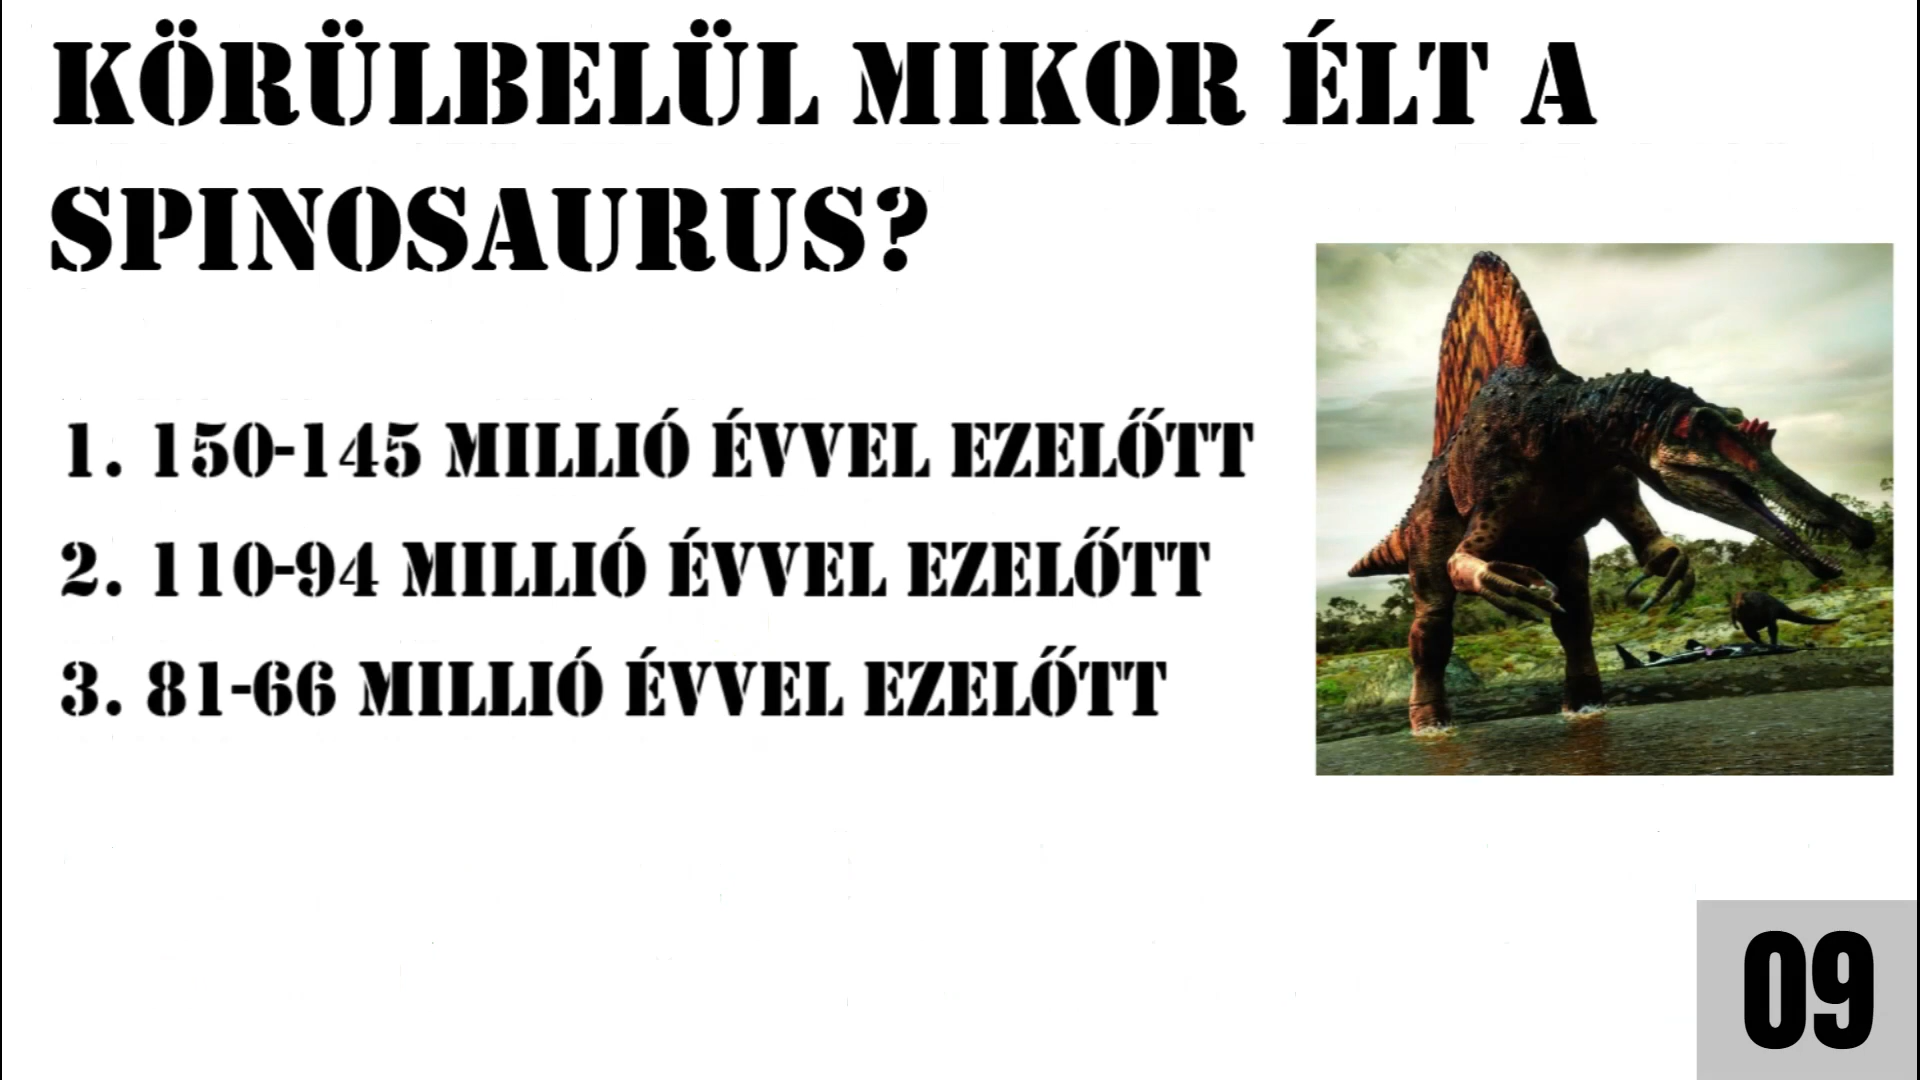 KÖRÜLBELÜL MIKOR ÉLT A
SPINOSAURUS?
1. 150-145 MILLIÓ ÉVVEL EZELŐTT
2. 110-94 MILLIÓ ÉVVEL EZELŐTT
3. 81-66 MILLIÓ ÉVVEL EZELŐTT
09